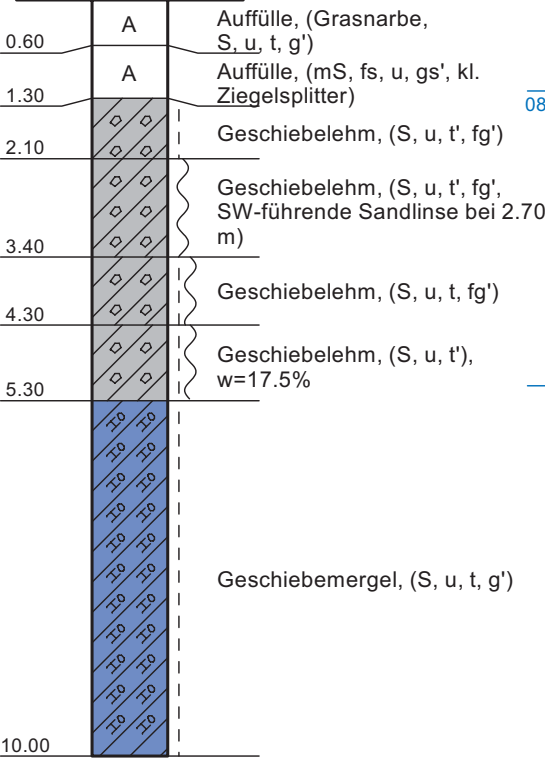 A
Auffülle, (Grasnarbe,
0.60
S, u, t, g')
A
Auffülle, (mS, fs, u, gs', kl.
1.30
Ziegelsplitter)
08
Geschiebelehm, (S, u, t', fg')
2.10
Geschiebelehm, (S, u, t', fg',
SW-führende Sandlinse bei 2.70
m)
3.40
Geschiebelehm, (S, u, t, fg')
4.30
Geschiebelehm, (S, u, t'),
w=17.5%
5.30
Geschiebemergel, (S, u, t, g')
10.00